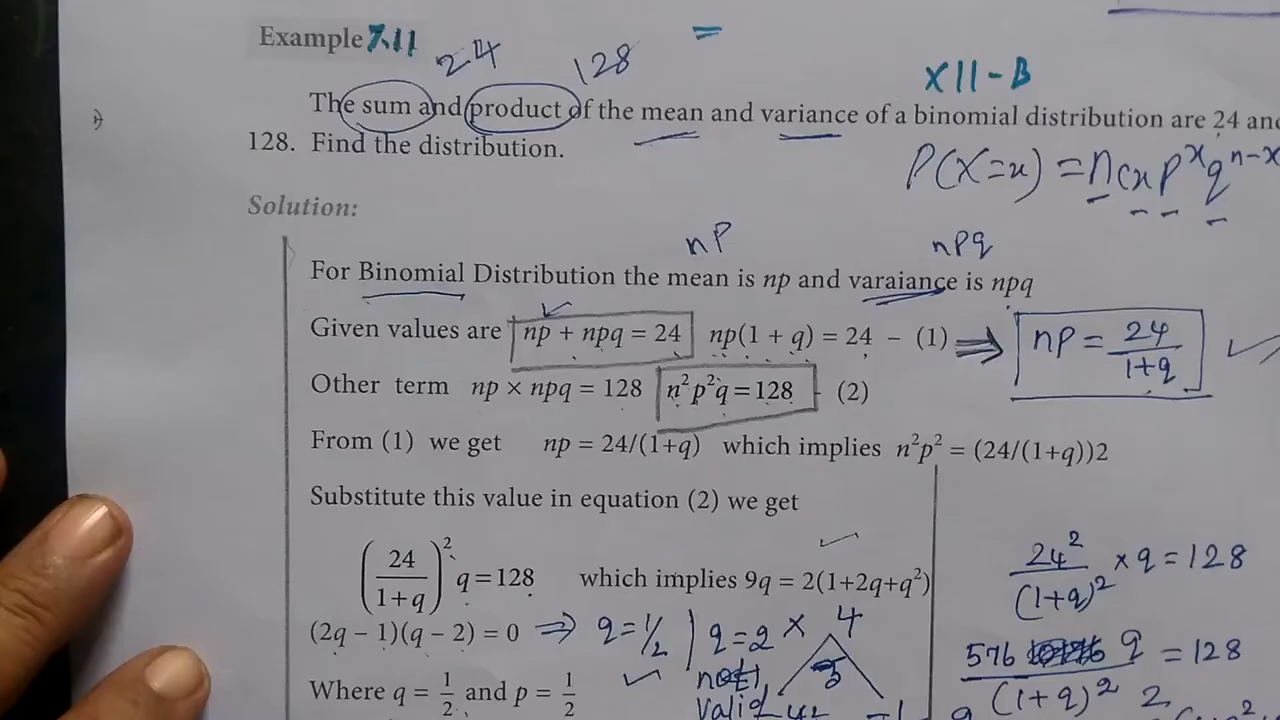 Example 7.11
24 128 =
XII - B
The sum and product of the mean and variance of a binomial distribution are 24 and
128. Find the distribution.
P(X=x) = ncx p^x q^n-x
Solution:
np npq
For Binomial Distribution the mean is np and varaiance is npq
Given values are np + npq = 24 np(1 + q) = 24 - (1) ⇒ np = 24/1+q
Other term np × npq = 128 n²p²q = 128 - (2)
From (1) we get np = 24/(1+q) which implies n²p² = (24/(1+q))2
Substitute this value in equation (2) we get
(24/1+q)² q = 128 which implies 9q = 2(1+2q+q²)
24²/(1+q)² × q = 128
(2q − 1)(q − 2) = 0 ⇒ q = 1/2 | q = 2 × 4
576 q/(1+q)² = 128
Where q = 1/2 and p = 1/2 not valid